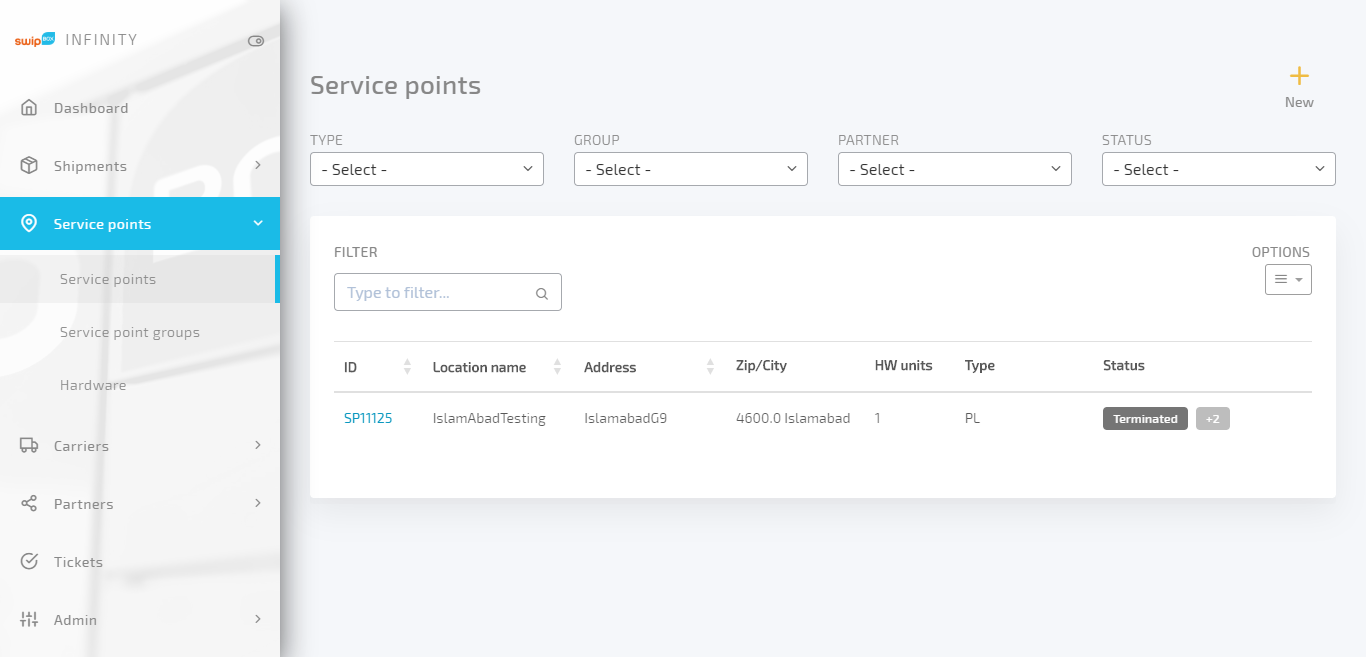 swip BOX INFINITY
Dashboard
Shipments
Service points
Service points
Service point groups
Hardware
Carriers
Partners
Tickets
Admin
Service points
New
TYPE GROUP PARTNER STATUS
- Select - - Select - - Select - - Select -
FILTER OPTIONS
Type to filter...
ID Location name Address Zip/City HW units Type Status
SP11125 IslamAbadTesting IslamabadG9 4600.0 Islamabad 1 PL Terminated +2